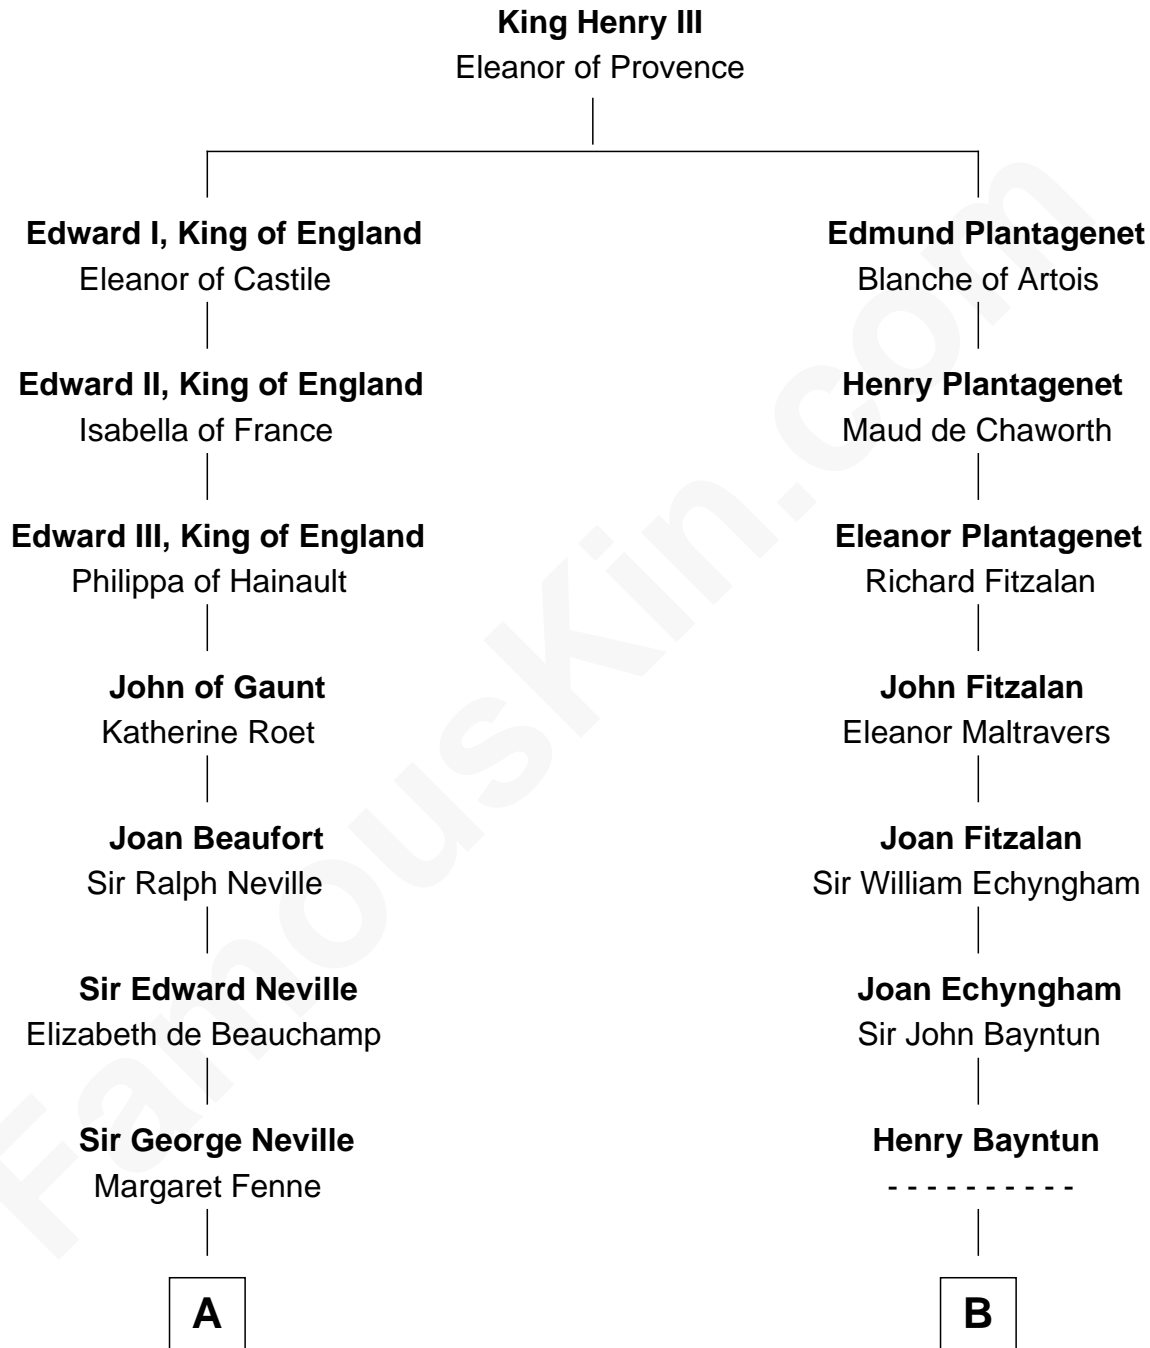 King Henry III
Eleanor of Provence
Edward I, King of England
Eleanor of Castile
Edward II, King of England
Isabella of France
Edward III, King of England
Philippa of Hainault
John of Gaunt
Katherine Roet
Joan Beaufort
Sir Ralph Neville
Sir Edward Neville
Elizabeth de Beauchamp
Sir George Neville
Margaret Fenne
A
Edmund Plantagenet
Blanche of Artois
Henry Plantagenet
Maud de Chaworth
Eleanor Plantagenet
Richard Fitzalan
John Fitzalan
Eleanor Maltravers
Joan Fitzalan
Sir William Echyngham
Joan Echyngham
Sir John Bayntun
Henry Bayntun
- - - - - - - - - -
B
FamousKin.com